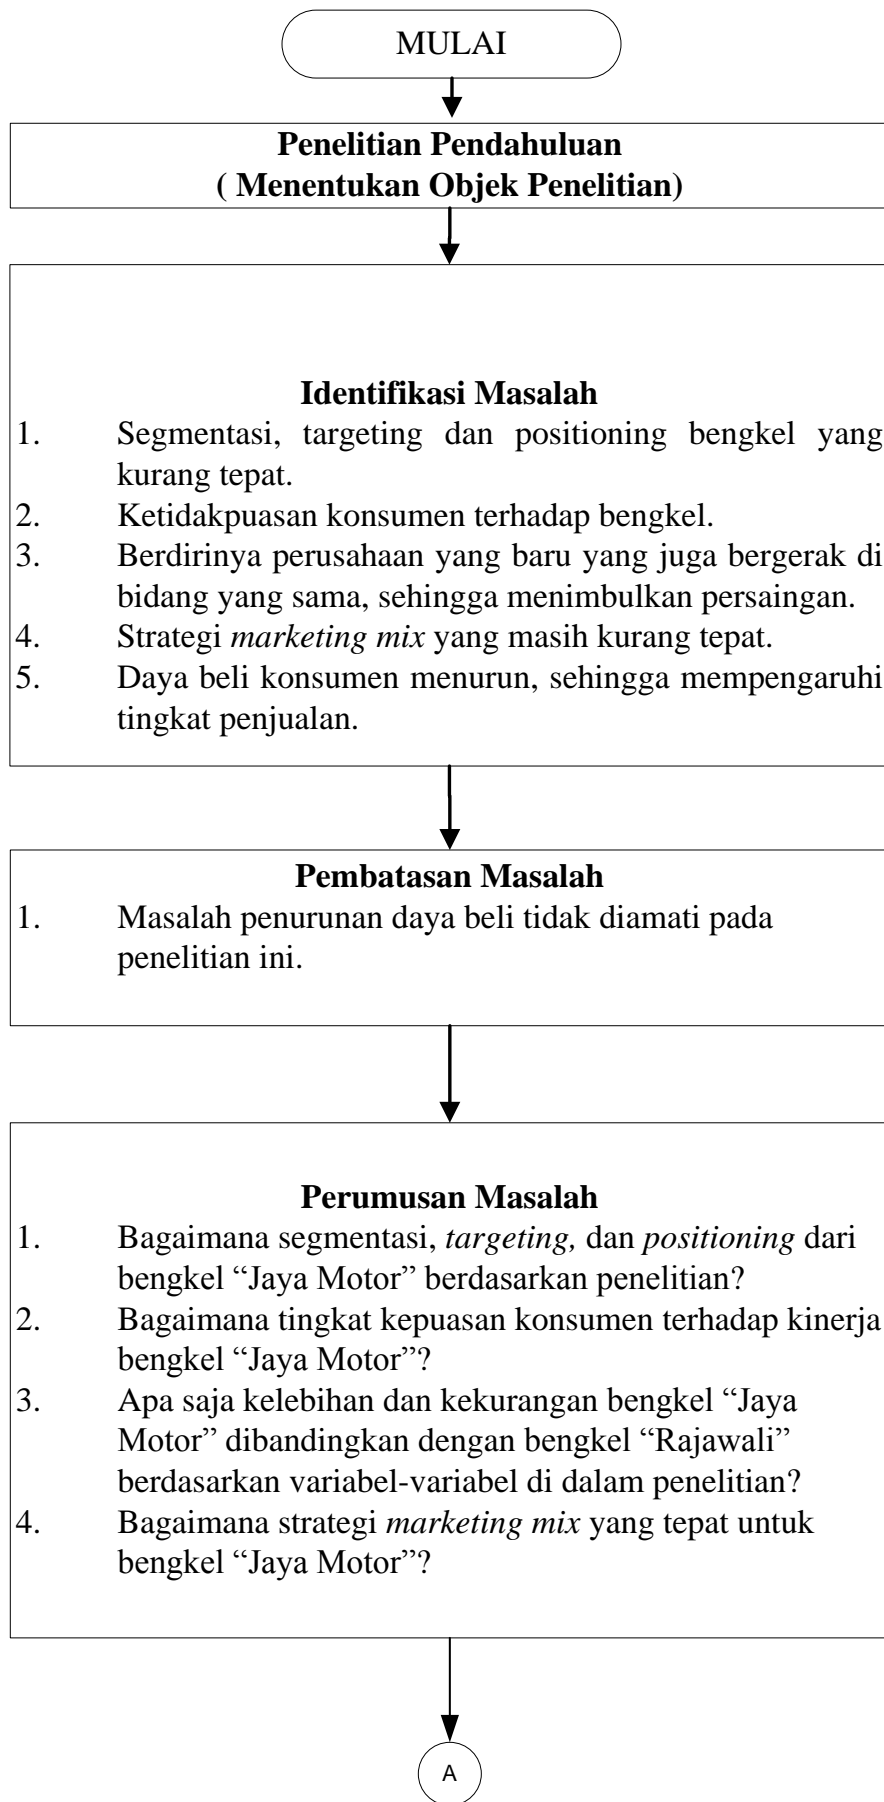 MULAI
Penelitian Pendahuluan
( Menentukan Objek Penelitian)
Identifikasi Masalah
1. Segmentasi, targeting dan positioning bengkel yang
kurang tepat.
2. Ketidakpuasan konsumen terhadap bengkel.
3. Berdirinya perusahaan yang baru yang juga bergerak di
bidang yang sama, sehingga menimbulkan persaingan.
4. Strategi marketing mix yang masih kurang tepat.
5. Daya beli konsumen menurun, sehingga mempengaruhi
tingkat penjualan.
Pembatasan Masalah
1. Masalah penurunan daya beli tidak diamati pada
penelitian ini.
Perumusan Masalah
1. Bagaimana segmentasi, targeting, dan positioning dari
bengkel “Jaya Motor” berdasarkan penelitian?
2. Bagaimana tingkat kepuasan konsumen terhadap kinerja
bengkel “Jaya Motor”?
3. Apa saja kelebihan dan kekurangan bengkel “Jaya
Motor” dibandingkan dengan bengkel “Rajawali”
berdasarkan variabel-variabel di dalam penelitian?
4. Bagaimana strategi marketing mix yang tepat untuk
bengkel “Jaya Motor”?
A